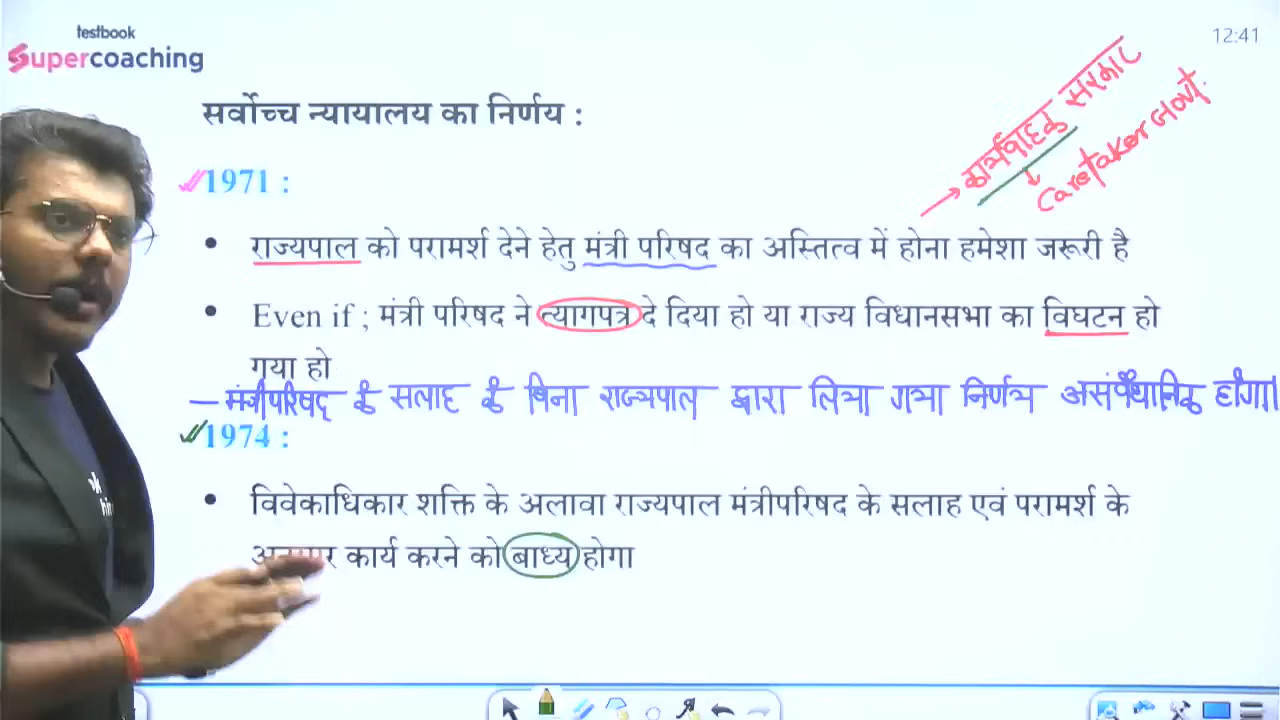 testbook
Supercoaching
12:41
सर्वोच्च न्यायालय का निर्णय :
→ कार्यवाहक सरकार
Caretaker Govt.
1971 :
• राज्यपाल को परामर्श देने हेतु मंत्री परिषद का अस्तित्व में होना हमेशा जरूरी है
• Even if ; मंत्री परिषद ने त्यागपत्र दे दिया हो या राज्य विधानसभा का विघटन हो
गया हो
— मंत्रीपरिषद के सलाह के बिना राज्यपाल द्वारा लिया गया निर्णय असंवैधानिक होगा।
1974 :
• विवेकाधिकार शक्ति के अलावा राज्यपाल मंत्रीपरिषद के सलाह एवं परामर्श के
अनुसार कार्य करने को बाध्य होगा